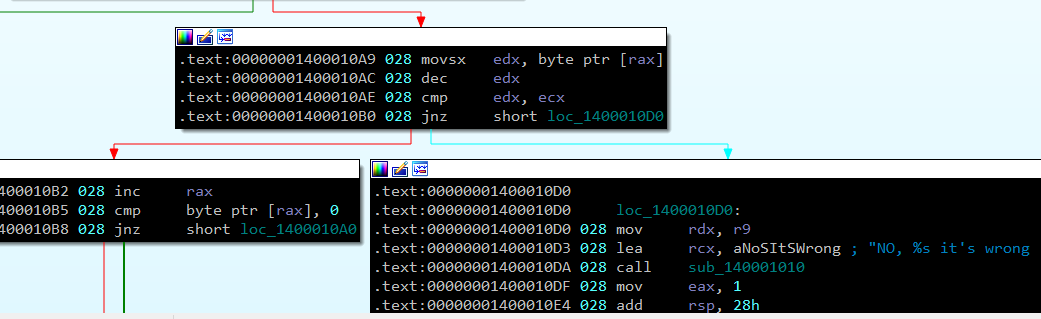 .text:00000001400010A9 028 movsx edx, byte ptr [rax]
.text:00000001400010AC 028 dec edx
.text:00000001400010AE 028 cmp edx, ecx
.text:00000001400010B0 028 jnz short loc_1400010D0
400010B2 028 inc rax
400010B5 028 cmp byte ptr [rax], 0
400010B8 028 jnz short loc_1400010A0
.text:00000001400010D0
.text:00000001400010D0 loc_1400010D0:
.text:00000001400010D0 028 mov rdx, r9
.text:00000001400010D3 028 lea rcx, aNoSItSWrong ; "NO, %s it's wrong
.text:00000001400010DA 028 call sub_140001010
.text:00000001400010DF 028 mov eax, 1
.text:00000001400010E4 028 add rsp, 28h